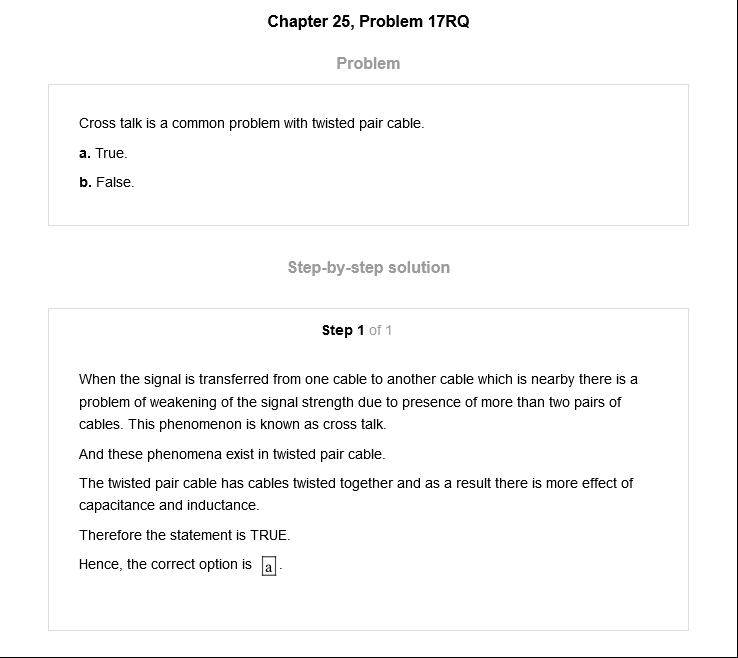 Chapter 25, Problem 17RQ
Problem
Cross talk is a common problem with twisted pair cable.
a. True.
b. False.
Step-by-step solution
Step 1 of 1
When the signal is transferred from one cable to another cable which is nearby there is a
problem of weakening of the signal strength due to presence of more than two pairs of
cables. This phenomenon is known as cross talk.
And these phenomena exist in twisted pair cable.
The twisted pair cable has cables twisted together and as a result there is more effect of
capacitance and inductance.
Therefore the statement is TRUE.
Hence, the correct option is a.